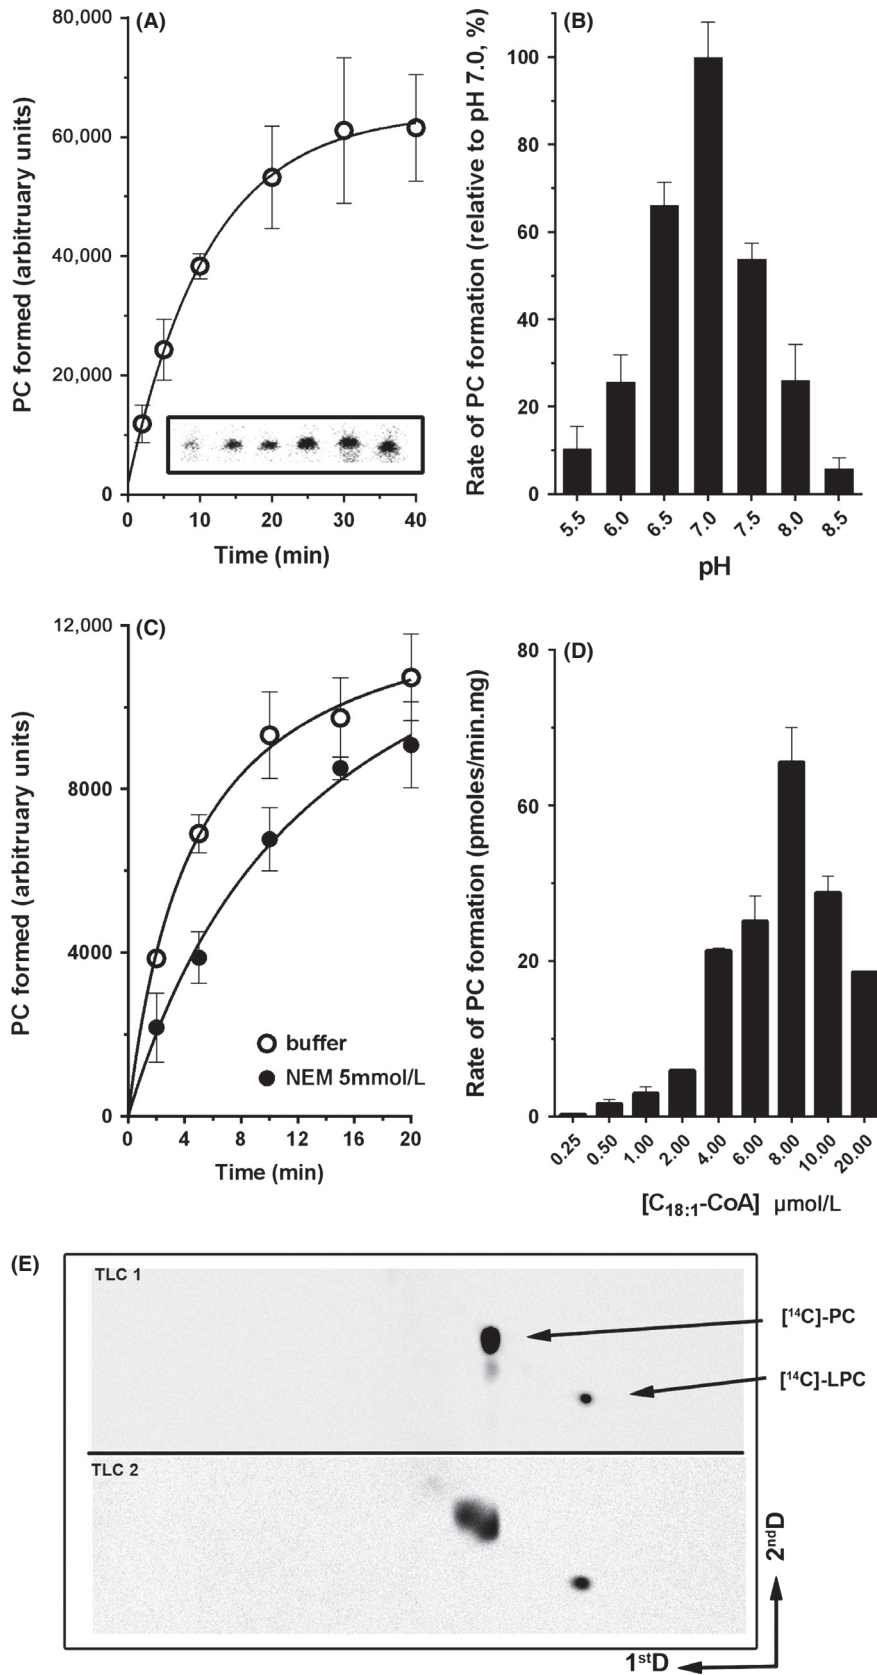 (A)
80,000
60,000
40,000
20,000
0
PC formed (arbitruary units)
0 10 20 30 40
Time (min)
(B)
100
80
60
40
20
0
Rate of PC formation (relative to pH 7.0, %)
5.5 6.0 6.5 7.0 7.5 8.0 8.5
pH
(C)
12,000
8000
4000
0
PC formed (arbitruary units)
buffer
NEM 5mmol/L
0 4 8 12 16 20
Time (min)
(D)
80
60
20
0
Rate of PC formation (pmoles/min.mg)
0.25 0.50 1.00 2.00 4.00 6.00 8.00 10.00 20.00
[C18:1-CoA] µmol/L
(E)
TLC 1
[14C]-PC
[14C]-LPC
TLC 2
2ndD
1stD